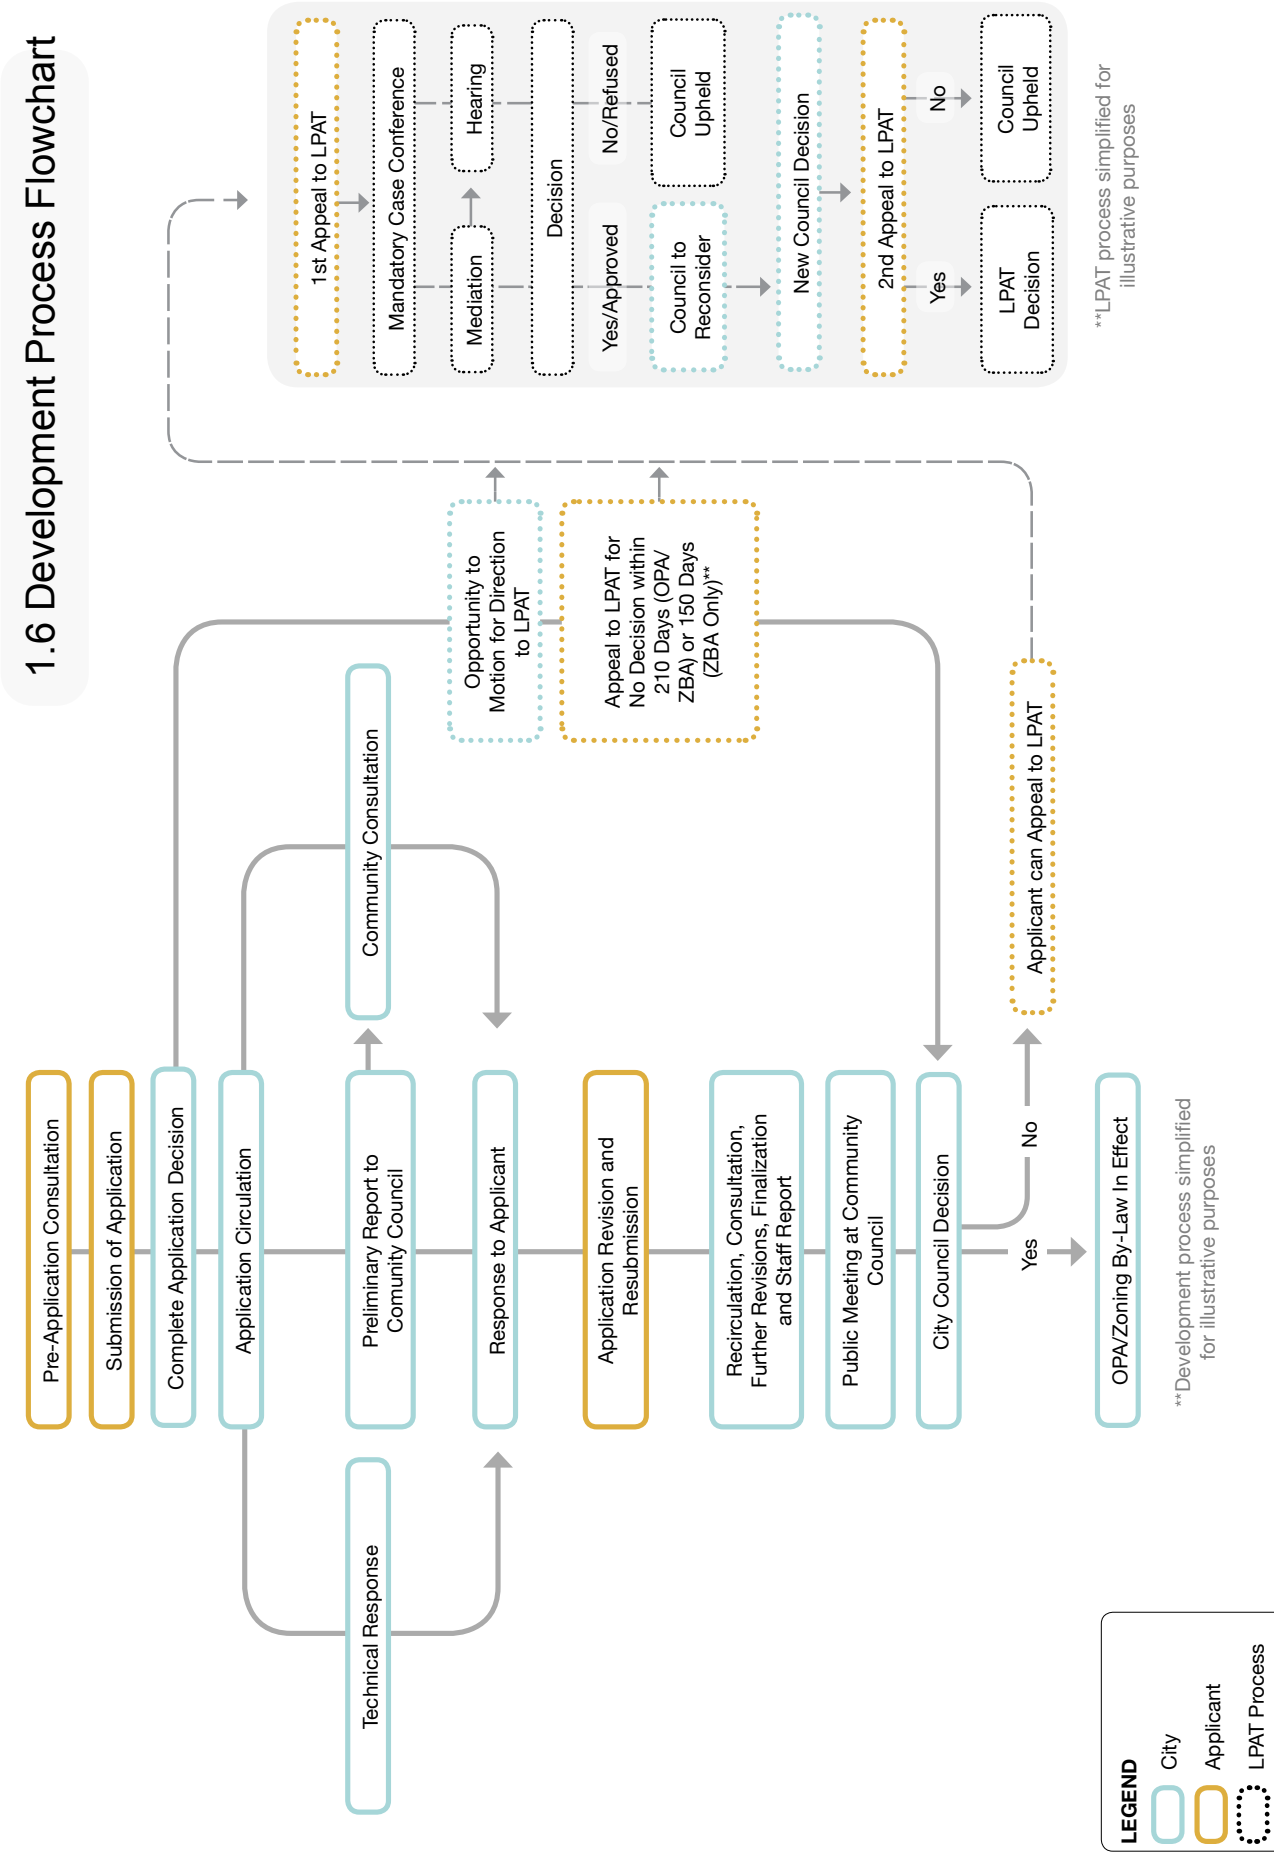 1.6 Development Process Flowchart
Pre-Application Consultation
Submission of Application
Complete Application Decision
Application Circulation
Technical Response
Preliminary Report to
Comunity Council
Community Consultation
Response to Applicant
Application Revision and
Resubmission
Recirculation, Consultation,
Further Revisions, Finalization
and Staff Report
Public Meeting at Community
Council
City Council Decision
Yes
No
OPA/Zoning By-Law In Effect
Applicant can Appeal to LPAT
**Development process simplified
for illustrative purposes
Opportunity to
Motion for Direction
to LPAT
Appeal to LPAT for
No Decision within
210 Days (OPA/
ZBA) or 150 Days
(ZBA Only)**
1st Appeal to LPAT
Mandatory Case Conference
Mediation
Hearing
Decision
Yes/Approved
No/Refused
Council to
Reconsider
Council
Upheld
New Council Decision
2nd Appeal to LPAT
Yes
No
LPAT
Decision
Council
Upheld
**LPAT process simplified for
illustrative purposes
LEGEND
City
Applicant
LPAT Process